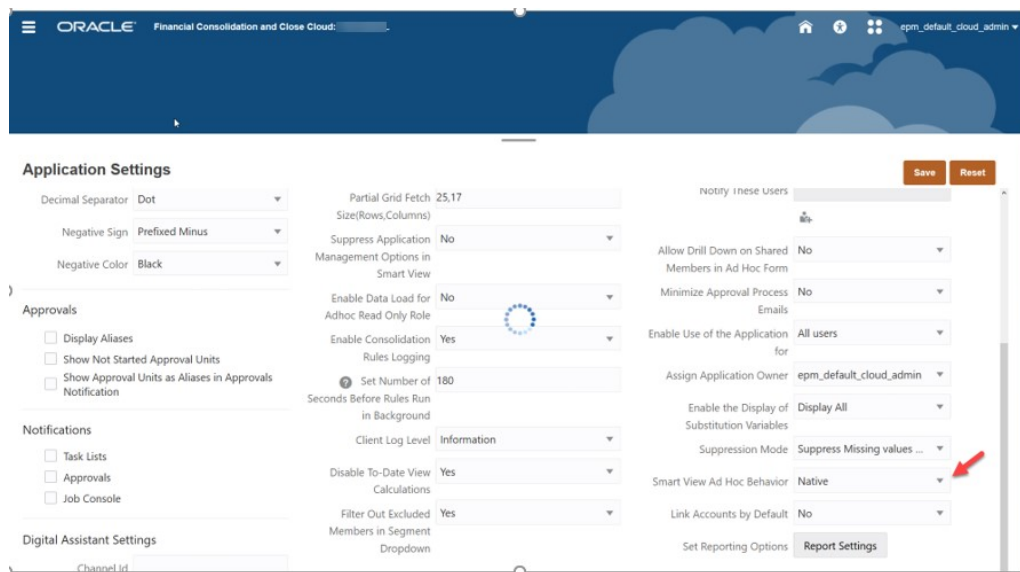 ORACLE Financial Consolidation and Close Cloud: epm_default_cloud_admin
Application Settings Save Reset
Decimal Separator Dot
Negative Sign Prefixed Minus
Negative Color Black
Approvals
Display Aliases
Show Not Started Approval Units
Show Approval Units as Aliases in Approvals
Notification
Notifications
Task Lists
Approvals
Job Console
Digital Assistant Settings
Channel Id
Partial Grid Fetch 25,17
Size(Rows,Columns)
Suppress Application No
Management Options in
Smart View
Enable Data Load for No
Adhoc Read Only Role
Enable Consolidation Yes
Rules Logging
Set Number of 180
Seconds Before Rules Run
in Background
Client Log Level Information
Disable To-Date View Yes
Calculations
Filter Out Excluded Yes
Members in Segment
Dropdown
Notify These Users
Allow Drill Down on Shared No
Members in Ad Hoc Form
Minimize Approval Process No
Emails
Enable Use of the Application All users
for
Assign Application Owner epm_default_cloud_admin
Enable the Display of Display All
Substitution Variables
Suppression Mode Suppress Missing values ...
Smart View Ad Hoc Behavior Native
Link Accounts by Default No
Set Reporting Options Report Settings